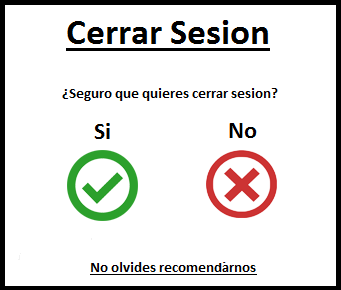 Cerrar Sesion
¿Seguro que quieres cerrar sesion?
Si No
No olvides recomendarnos